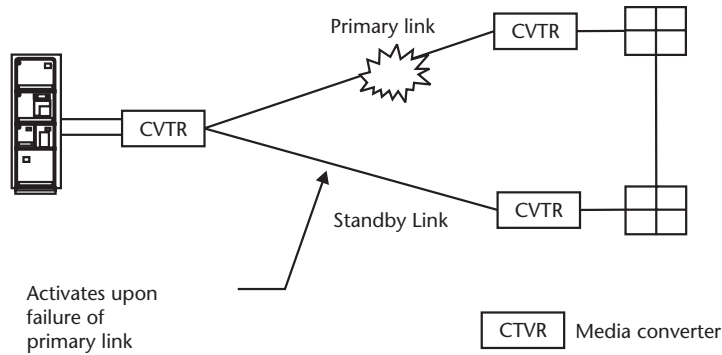 Primary link
CVTR
CVTR
CVTR
Standby Link
Activates upon
failure of
primary link
CTVR Media converter